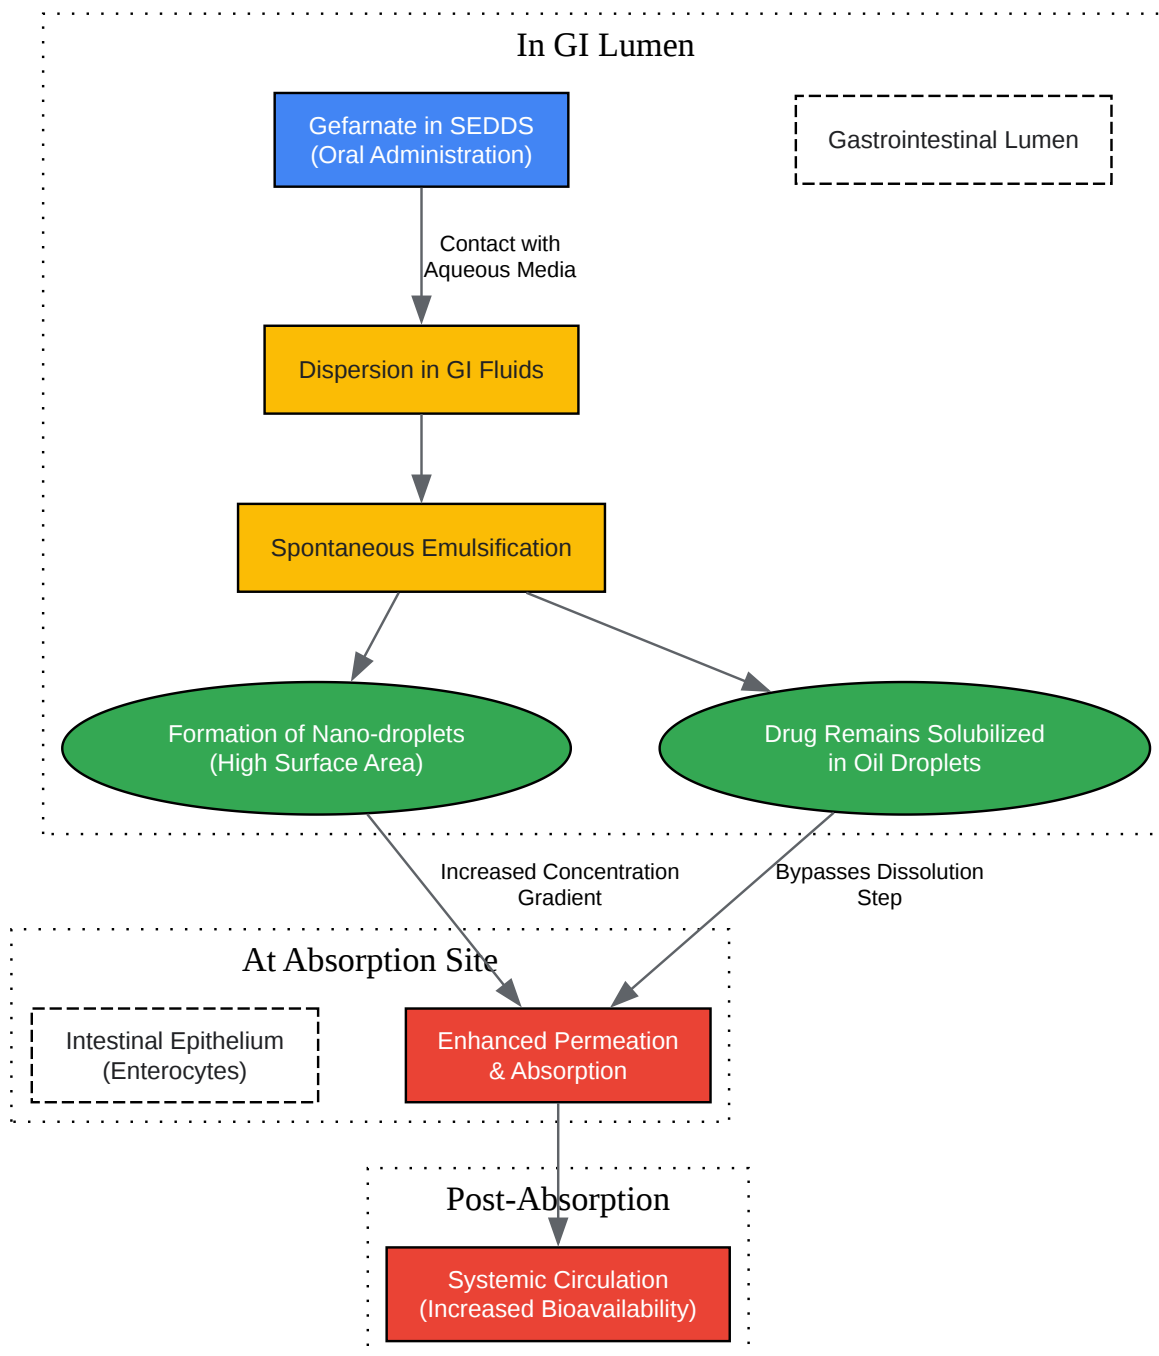 In GI Lumen
Gefarnate in SEDDS
(Oral Administration)
Gastrointestinal Lumen
Contact with
Aqueous Media
Dispersion in GI Fluids
Spontaneous Emulsification
Formation of Nano-droplets
(High Surface Area)
Drug Remains Solubilized
in Oil Droplets
Increased Concentration
Gradient
Bypasses Dissolution
Step
At Absorption Site
Intestinal Epithelium
(Enterocytes)
Enhanced Permeation
& Absorption
Post-Absorption
Systemic Circulation
(Increased Bioavailability)